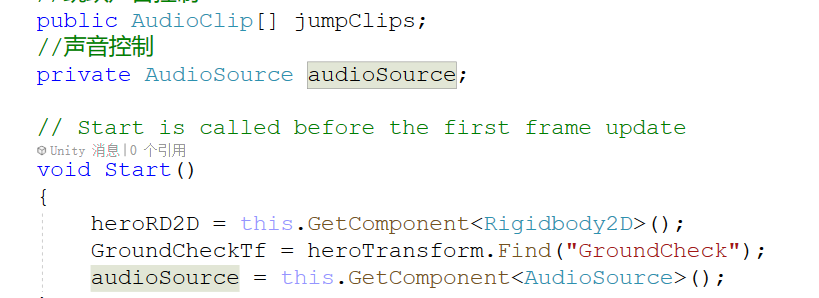 public AudioClip[] jumpClips;
//声音控制
private AudioSource audioSource;
// Start is called before the first frame update
Unity 消息|0 个引用
void Start()
{
heroRD2D = this.GetComponent<Rigidbody2D>();
GroundCheckTf = heroTransform.Find("GroundCheck");
audioSource = this.GetComponent<AudioSource>();